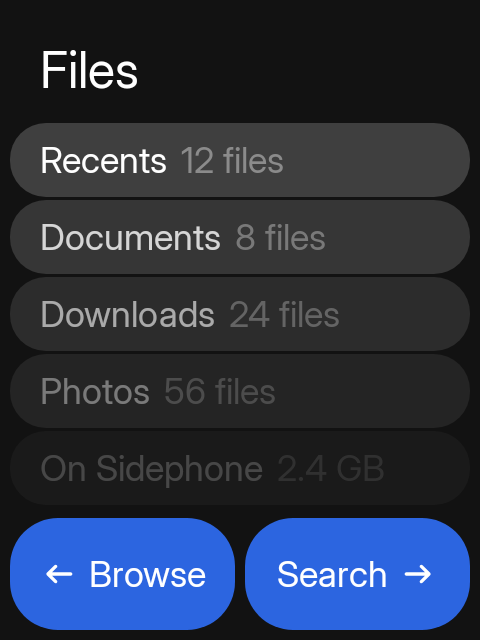 Files
Recents 12 files
Documents 8 files
Downloads 24 files
Photos 56 files
On Sidephone 2.4 GB
← Browse Search →